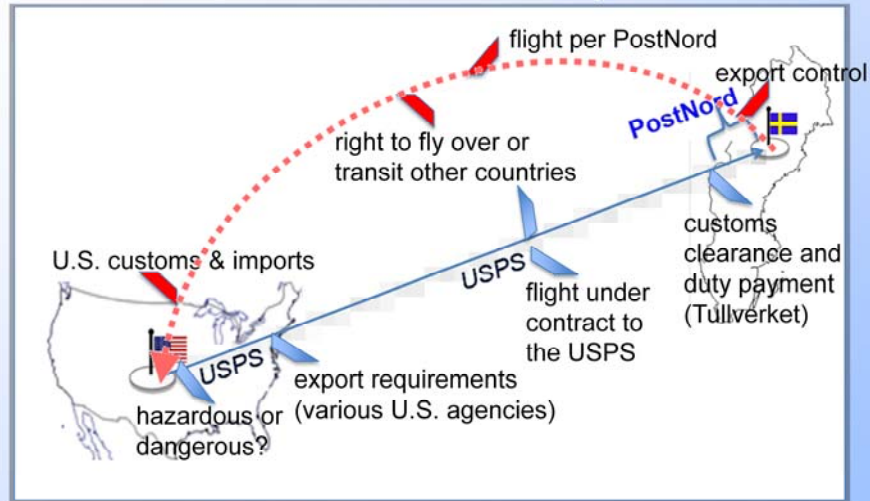 flight per PostNord
export control
PostNord
right to fly over or
transit other countries
customs
clearance and
duty payment
(Tullverket)
U.S. customs & imports
USPS
flight under
contract to
the USPS
USPS
export requirements
(various U.S. agencies)
hazardous or
dangerous?